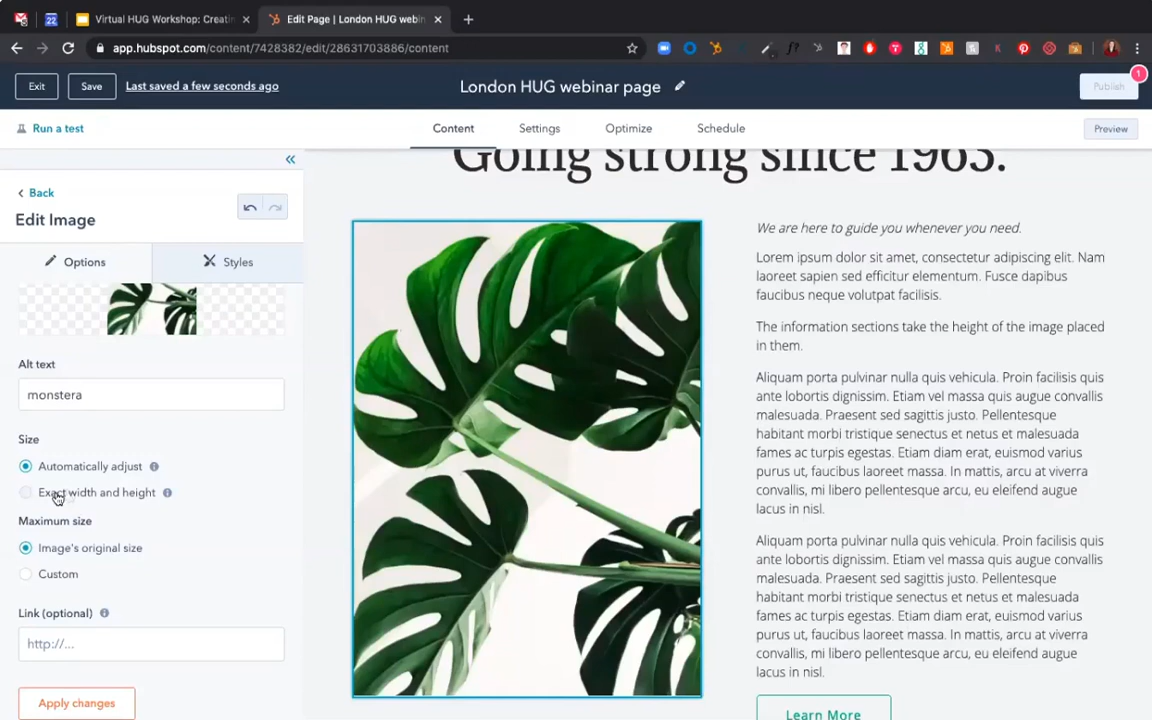 22
Virtual HUG Workshop: Creatin
Edit Page | London HUG webin
app.hubspot.com/content/7428382/edit/28631703886/content
Exit
Save
Last saved a few seconds ago
London HUG webinar page
Publish
1
Run a test
Content
Settings
Optimize
Schedule
Preview
Going strong since 1963.
Back
Edit Image
Options
Styles
Alt text
monstera
Size
Automatically adjust
Exact width and height
Maximum size
Image's original size
Custom
Link (optional)
http://...
Apply changes
We are here to guide you whenever you need.
Lorem ipsum dolor sit amet, consectetur adipiscing elit. Nam
laoreet sapien sed efficitur elementum. Fusce dapibus
faucibus neque volutpat facilisis.
The information sections take the height of the image placed
in them.
Aliquam porta pulvinar nulla quis vehicula. Proin facilisis quis
ante lobortis dignissim. Etiam vel massa quis augue convallis
malesuada. Praesent sed sagittis justo. Pellentesque
habitant morbi tristique senectus et netus et malesuada
fames ac turpis egestas. Etiam diam erat, euismod varius
purus ut, faucibus laoreet massa. In mattis, arcu at viverra
convallis, mi libero pellentesque arcu, eu eleifend augue
lacus in nisl.
Aliquam porta pulvinar nulla quis vehicula. Proin facilisis quis
ante lobortis dignissim. Etiam vel massa quis augue convallis
malesuada. Praesent sed sagittis justo. Pellentesque
habitant morbi tristique senectus et netus et malesuada
fames ac turpis egestas. Etiam diam erat, euismod varius
purus ut, faucibus laoreet massa. In mattis, arcu at viverra
convallis, mi libero pellentesque arcu, eu eleifend augue
lacus in nisl.
Learn More